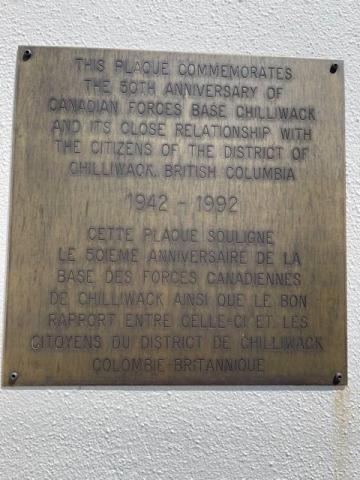 THIS PLAQUE COMMEMORATES
THE 50TH ANNIVERSARY OF
CANADIAN FORCES BASE CHILLIWACK
AND ITS CLOSE RELATIONSHIP WITH
THE CITIZENS OF THE DISTRICT OF
CHILLIWACK, BRITISH COLUMBIA
1942 - 1992
CETTE PLAQUE SOULIGNE
LE 50IEME ANNIVERSAIRE DE LA
BASE DES FORCES CANADIENNES
DE CHILLIWACK AINSI QUE LE BON
RAPPORT ENTRE CELLE-CI ET LES
CITOYENS DU DISTRICT DE CHILLIWACK
COLOMBIE-BRITANNIQUE